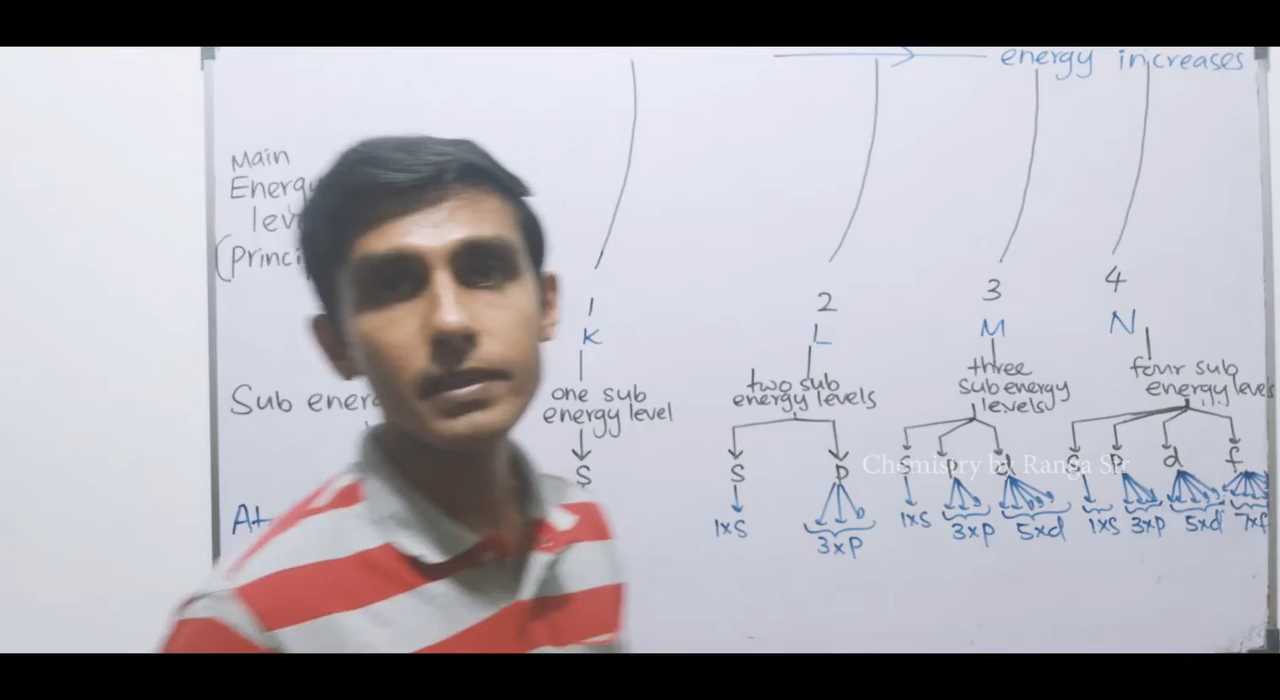 energy increases
Main
Energy
(Princi
1 2 3 4
K L M N
one sub
energy level
two sub
energy levels
three
sub energy
levels
four sub
energy levels
Sub energ
S
S P
S P d
S P d f
Chemistry by Ranga Sir
At
1xS 3xP
1xS 3xP 5xd
1xS 3xP 5xd 7xf